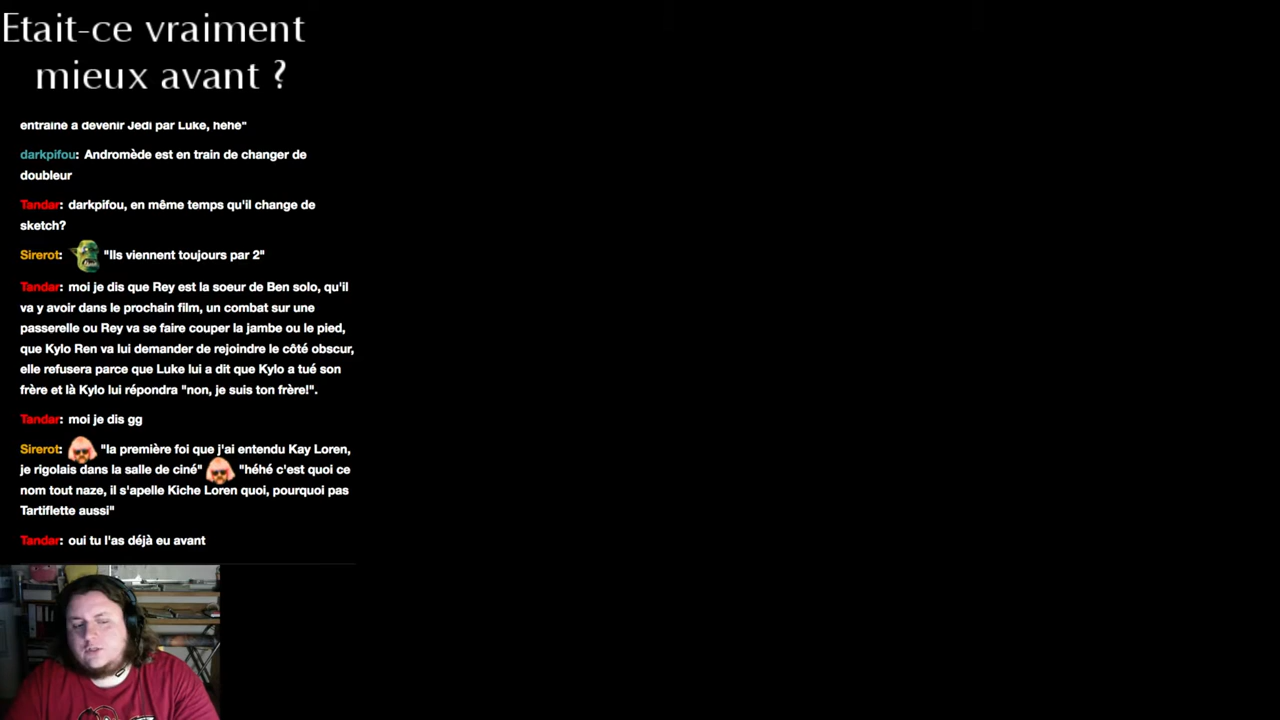 Etait-ce vraiment
mieux avant ?
entraine a devenir Jedi par Luke, hehe"
darkpifou: Andromède est en train de changer de
doubleur
Tandar: darkpifou, en même temps qu'il change de
sketch?
Sirerot: "Ils viennent toujours par 2"
Tandar: moi je dis que Rey est la soeur de Ben solo, qu'il
va y avoir dans le prochain film, un combat sur une
passerelle ou Rey va se faire couper la jambe ou le pied,
que Kylo Ren va lui demander de rejoindre le côté obscur,
elle refusera parce que Luke lui a dit que Kylo a tué son
frère et là Kylo lui répondra "non, je suis ton frère!".
Tandar: moi je dis gg
Sirerot: "la première foi que j'ai entendu Kay Loren,
je rigolais dans la salle de ciné" "héhé c'est quoi ce
nom tout naze, il s'apelle Kiche Loren quoi, pourquoi pas
Tartiflette aussi"
Tandar: oui tu l'as déjà eu avant